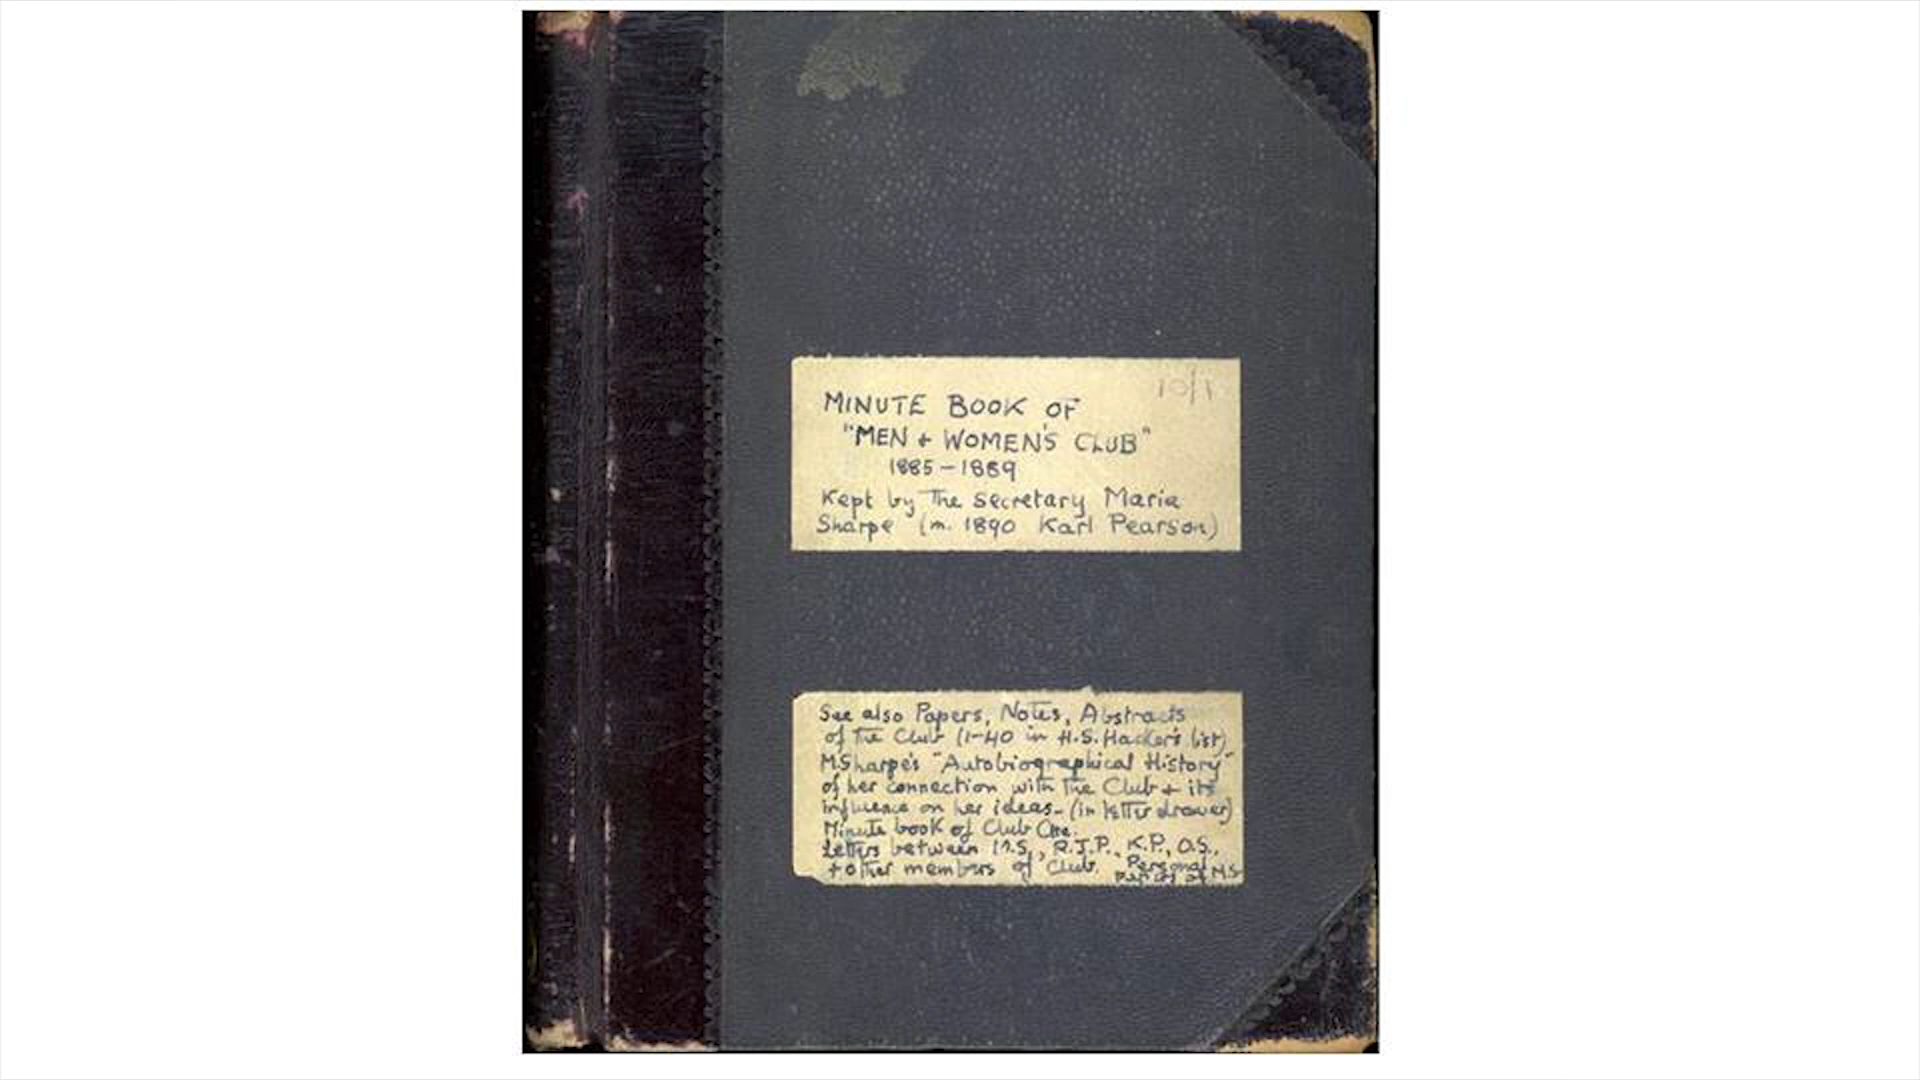 10/1
MINUTE BOOK OF
"MEN + WOMEN'S CLUB"
1885-1889
Kept by The Secretary Maria
Sharpe (m. 1890 Karl Pearson)
See also Papers, Notes, Abstracts
of The Club (1-40 in H.S. Hacker's list)
M. Sharpe's "Autobiographical History"
of her connection with The Club + its
influence on her ideas - (in letter drawer)
Minute book of Club One.
Letters between M.S., R.J.P., K.P., O.S.,
+ other members of Club. "Personal
papers of M.S.